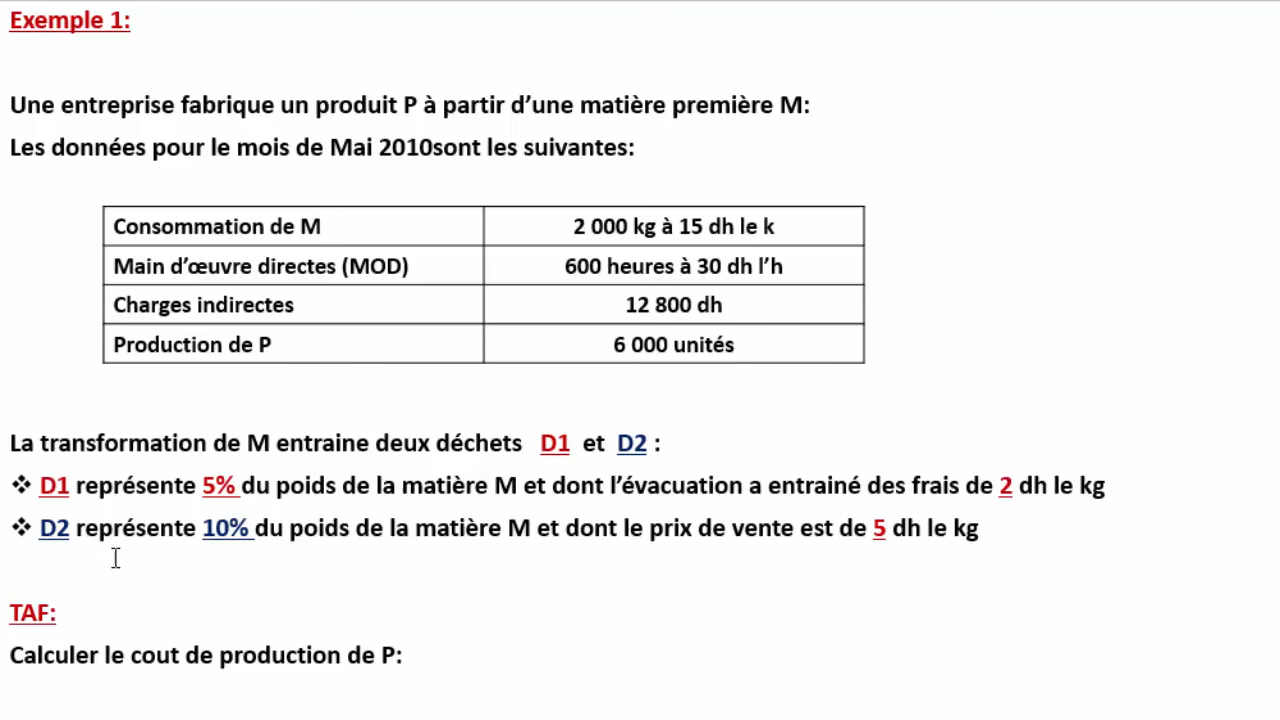 Exemple 1:
Une entreprise fabrique un produit P à partir d’une matière première M:
Les données pour le mois de Mai 2010sont les suivantes:
Consommation de M 2 000 kg à 15 dh le k
Main d’œuvre directes (MOD) 600 heures à 30 dh l’h
Charges indirectes 12 800 dh
Production de P 6 000 unités
La transformation de M entraine deux déchets D1 et D2 :
❖ D1 représente 5% du poids de la matière M et dont l’évacuation a entrainé des frais de 2 dh le kg
❖ D2 représente 10% du poids de la matière M et dont le prix de vente est de 5 dh le kg
TAF:
Calculer le cout de production de P: